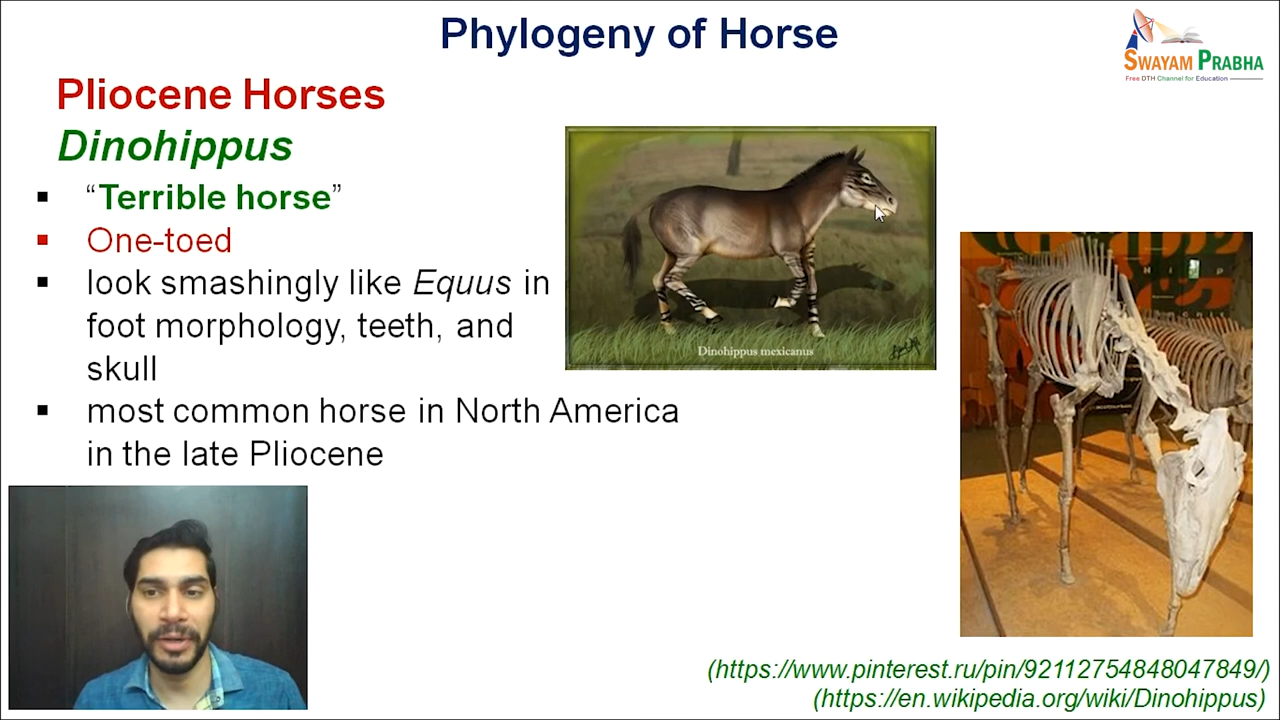 Phylogeny of Horse
SWAYAM PRABHA
Free DTH Channel for Education
Pliocene Horses
Dinohippus
▪ “Terrible horse”
▪ One-toed
▪ look smashingly like Equus in
foot morphology, teeth, and
skull
▪ most common horse in North America
in the late Pliocene
Dinohippus mexicanus
(https://www.pinterest.ru/pin/92112754848047849/)
(https://en.wikipedia.org/wiki/Dinohippus)